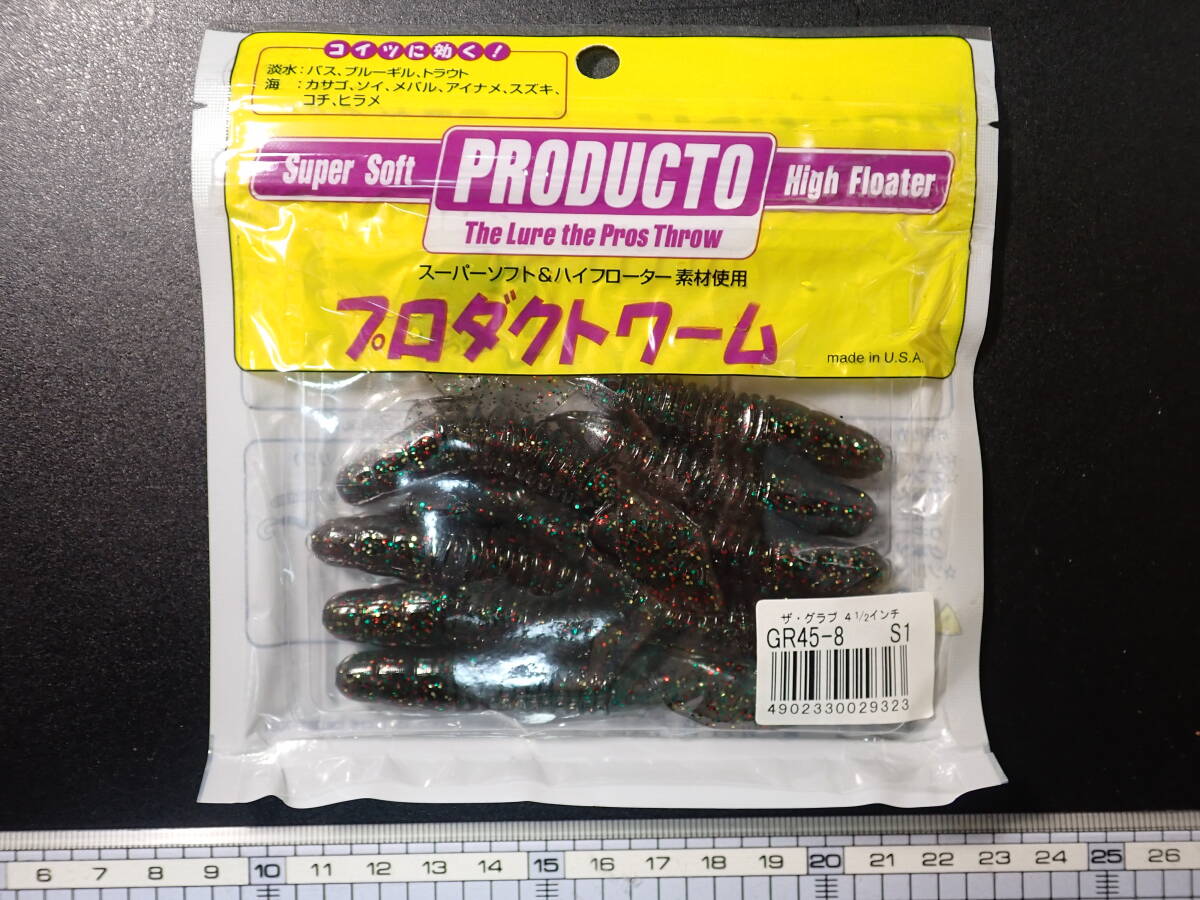 コイツに効く!
淡水:バス、ブルーギル、トラウト
海 :カサゴ、ソイ、メバル、アイナメ、スズキ、
コチ、ヒラメ
Super Soft
PRODUCTO
High Floater
The Lure the Pros Throw
スーパーソフト&ハイフローター 素材使用
プロダクトワーム
made in U.S.A.
ザ・グラブ 4 1/2インチ
GR45-8 S1
4902330029323
6 7 8 9 10 11 12 13 14 15 16 17 18 19 20 21 22 23 24 25 26